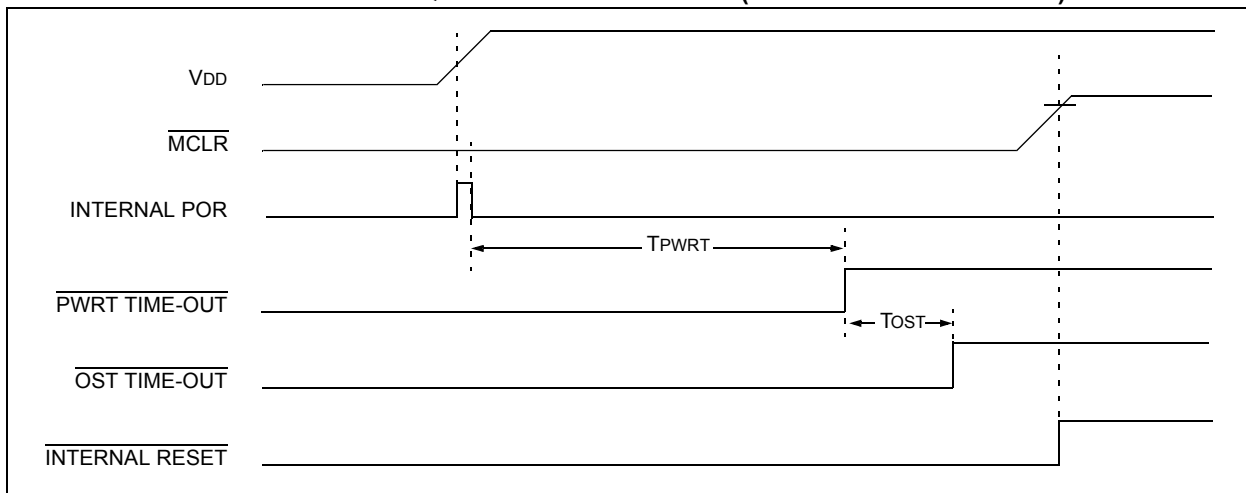 VDD
MCLR
INTERNAL POR
TPWRT
PWRT TIME-OUT
TOST
OST TIME-OUT
INTERNAL RESET